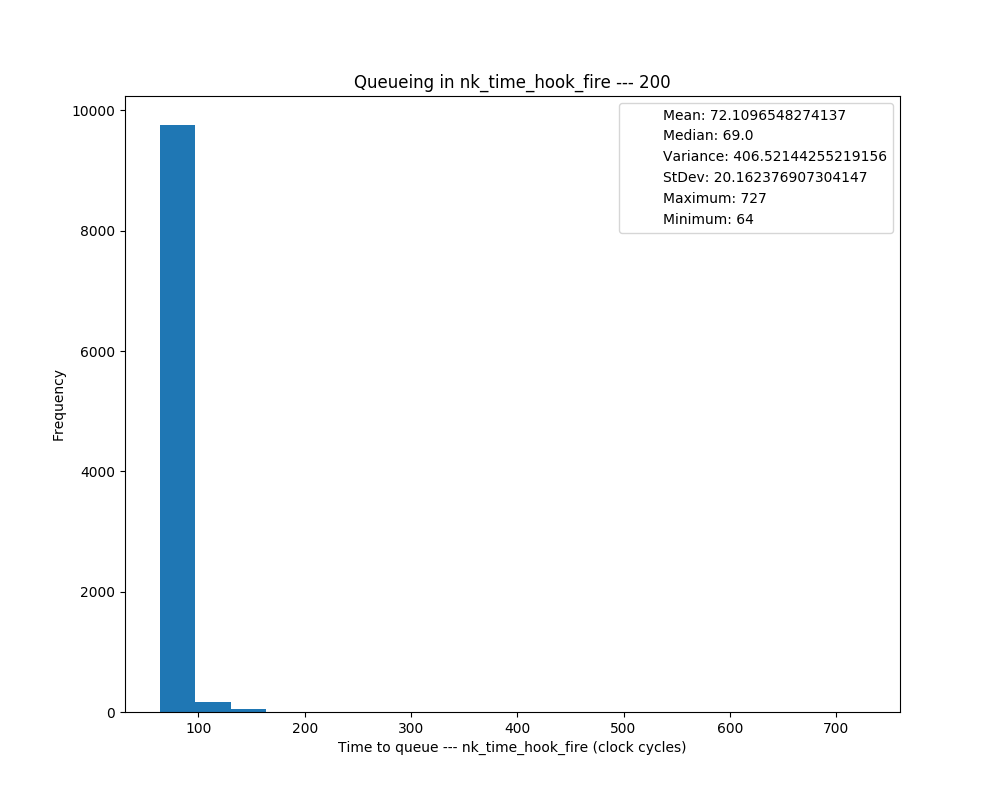 Queueing in nk_time_hook_fire --- 200
Mean: 72.1096548274137
Median: 69.0
Variance: 406.52144255219156
StDev: 20.162376907304147
Maximum: 727
Minimum: 64
10000
8000
6000
4000
2000
0
Frequency
100 200 300 400 500 600 700
Time to queue --- nk_time_hook_fire (clock cycles)